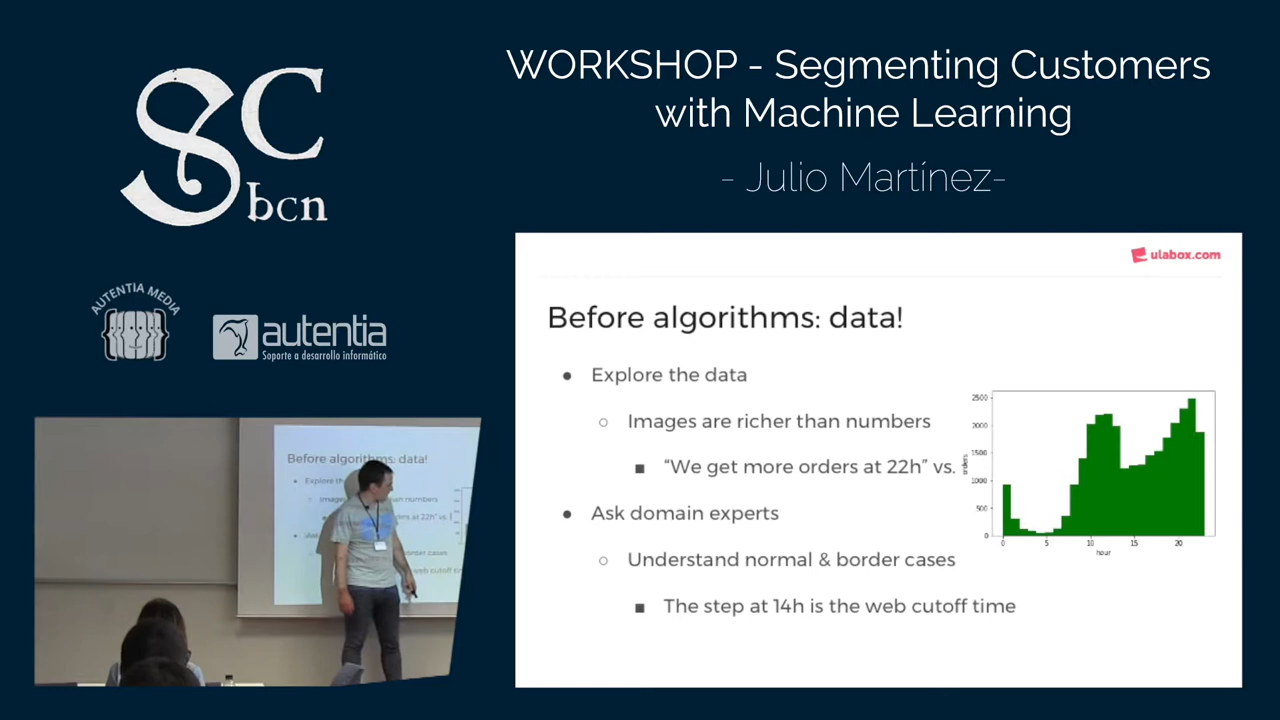 SC
bcn
AUTENTIA MEDIA
autentia
Soporte a desarrollo informático
WORKSHOP - Segmenting Customers
with Machine Learning
- Julio Martínez-
ulabox.com
Before algorithms: data!
● Explore the data
○ Images are richer than numbers
■ “We get more orders at 22h” vs.
● Ask domain experts
○ Understand normal & border cases
■ The step at 14h is the web cutoff time
2500
2000
1500
1000
500
0
orders
0 5 10 15 20
hour
Before algorithms: data!